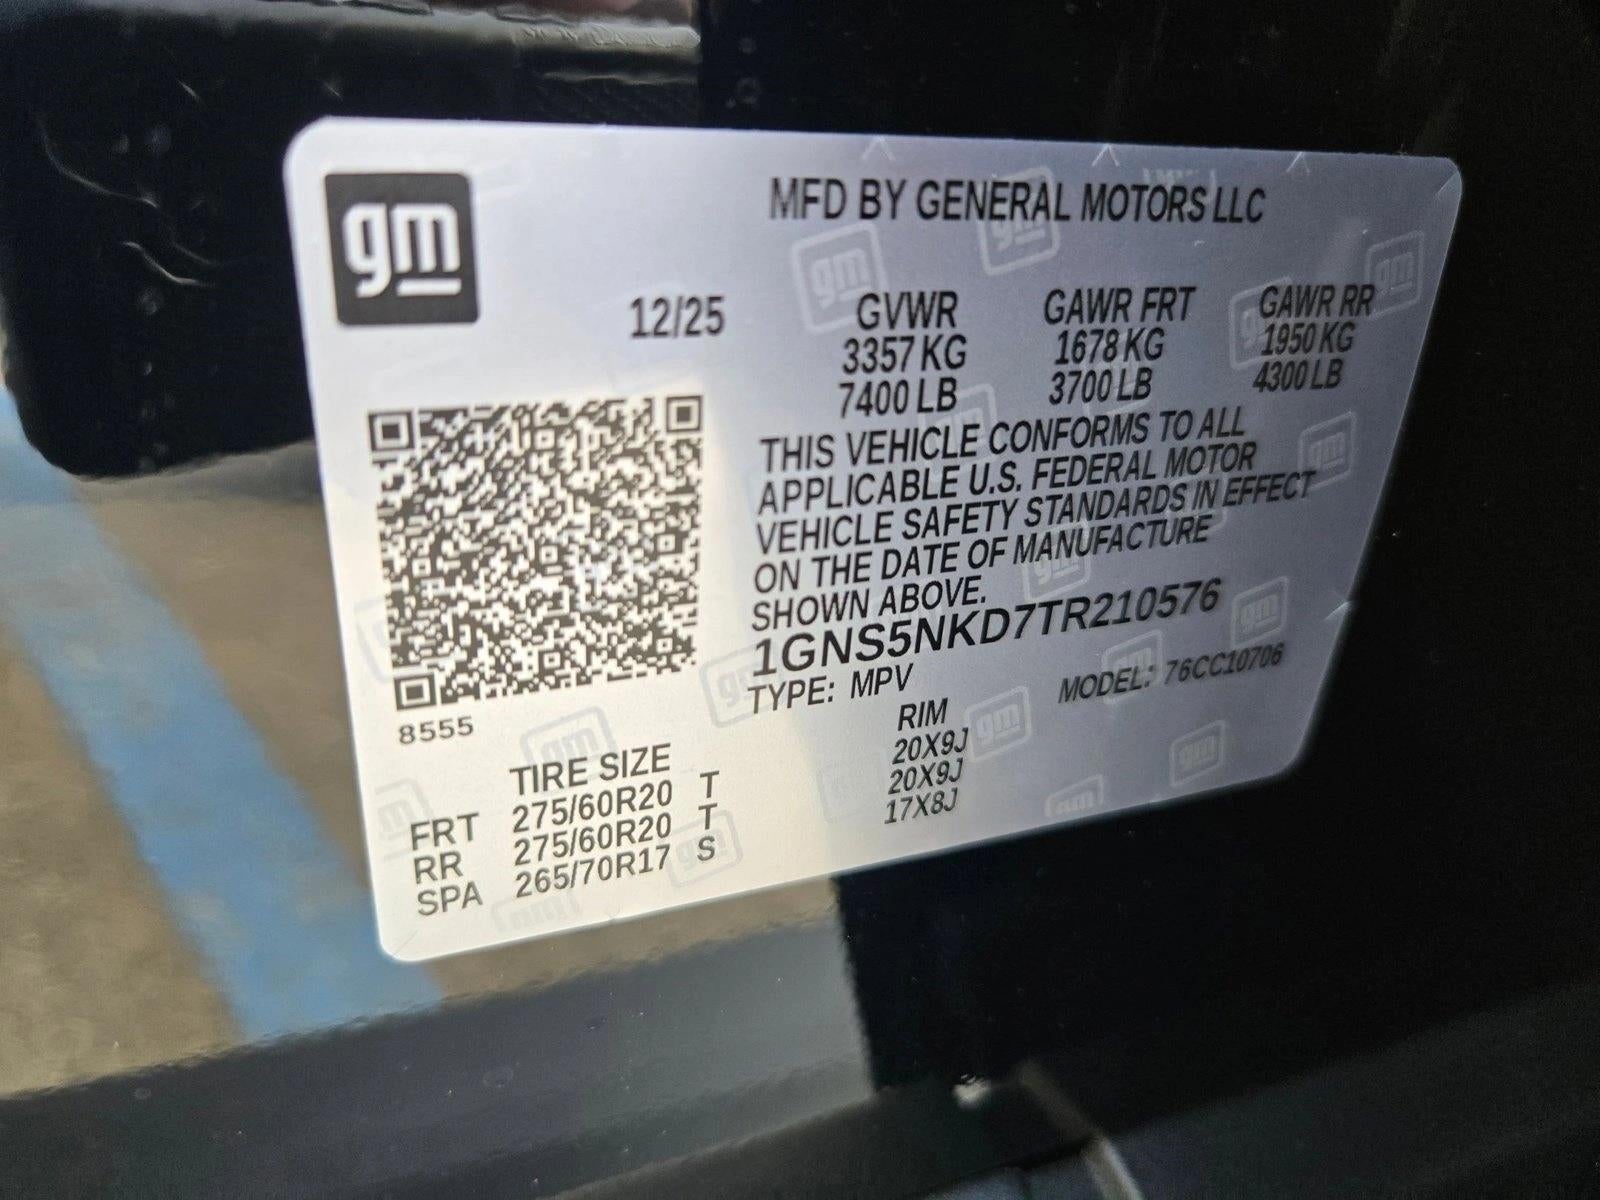 gm
MFD BY GENERAL MOTORS LLC
12/25
GVWR GAWR FRT GAWR RR
3357 KG 1678 KG 1950 KG
7400 LB 3700 LB 4300 LB
THIS VEHICLE CONFORMS TO ALL
APPLICABLE U.S. FEDERAL MOTOR
VEHICLE SAFETY STANDARDS IN EFFECT
ON THE DATE OF MANUFACTURE
SHOWN ABOVE.
1GNS5NKD7TR210576
TYPE: MPV MODEL: 76CC10706
8555
TIRE SIZE RIM
FRT 275/60R20 T 20X9J
RR 275/60R20 T 20X9J
SPA 265/70R17 S 17X8J